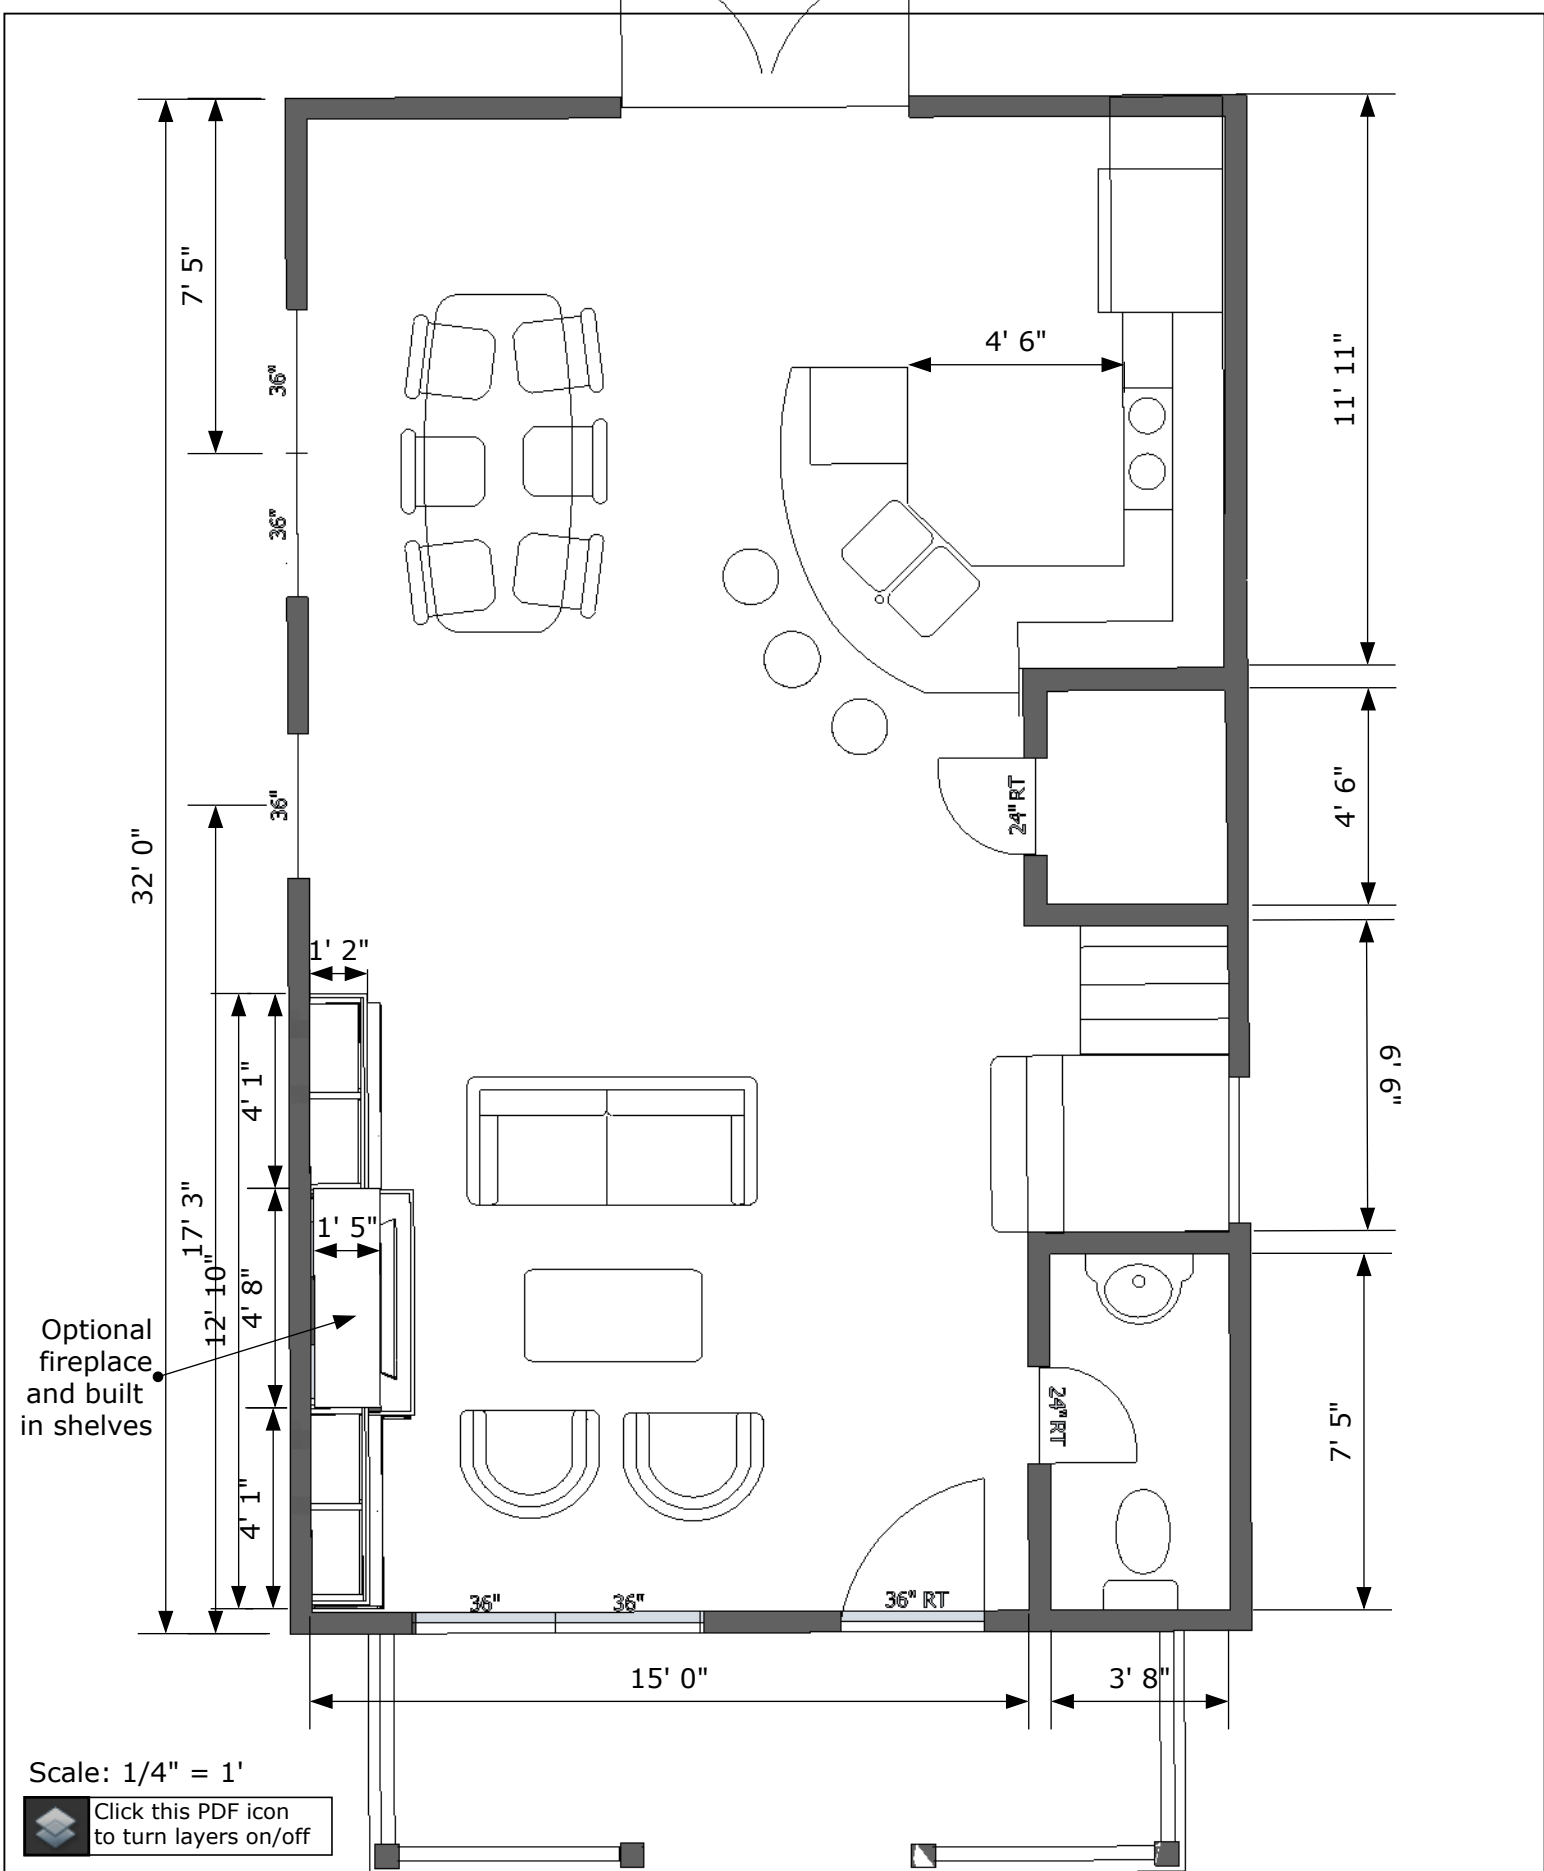 7' 5"
36"
4' 6"
11' 11"
36"
32' 0"
36"
24" RT
4' 6"
1' 2"
4' 1"
6' 6"
17' 3"
1' 5"
12' 10"
4' 8"
Optional
fireplace
and built
in shelves
24" RT
7' 5"
4' 1"
36"
36"
36" RT
15' 0"
3' 8"
Scale: 1/4" = 1'
Click this PDF icon
to turn layers on/off